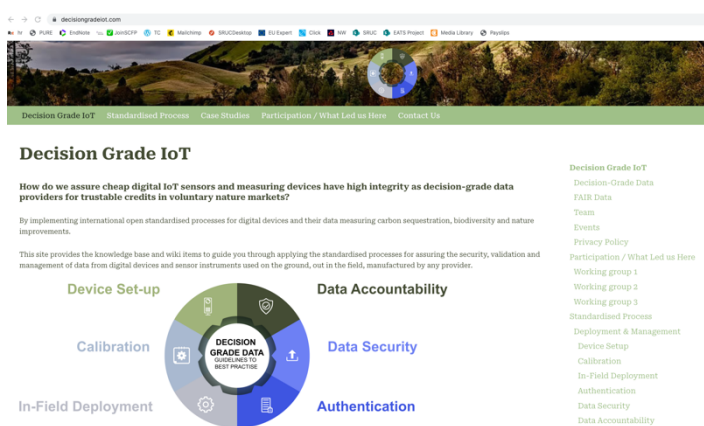 decisiongradeiot.com
hr PURE EndNote TC JoinSCFP TC Mailchimp SRUCDesktop EU Expert Click NW SRUC EATS Project Media Library Payslips
Decision Grade IoT Standardised Process Case Studies Participation / What Led us Here Contact Us
Decision Grade IoT
How do we assure cheap digital IoT sensors and measuring devices have high integrity as decision-grade data
providers for trustable credits in voluntary nature markets?
By implementing international open standardised processes for digital devices and their data measuring carbon sequestration, biodiversity and nature
improvements.
This site provides the knowledge base and wiki items to guide you through applying the standardised processes for assuring the security, validation and
management of data from digital devices and sensor instruments used on the ground, out in the field, manufactured by any provider.
Device Set-up
Data Accountability
Calibration
DECISION
GRADE DATA
GUIDELINES TO
BEST PRACTISE
Data Security
In-Field Deployment
Authentication
Decision Grade IoT
Decision-Grade Data
FAIR Data
Team
Events
Privacy Policy
Participation / What Led us Here
Working group 1
Working group 2
Working group 3
Standardised Process
Deployment & Management
Device Setup
Calibration
In-Field Deployment
Authentication
Data Security
Data Accountability